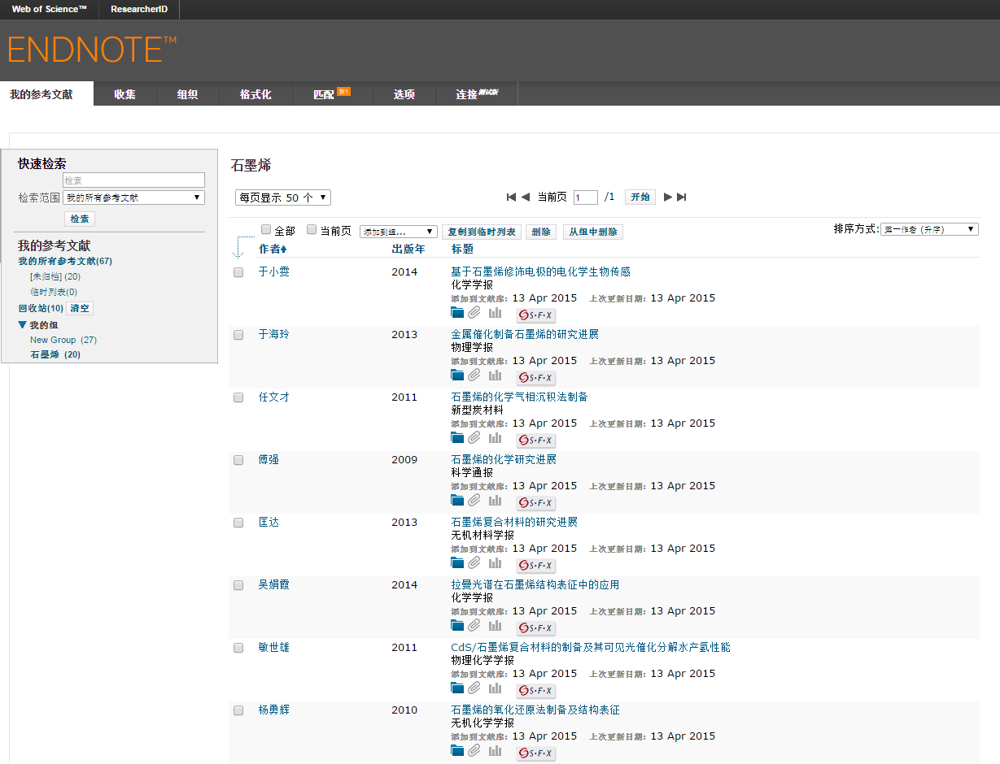 Web of Science™ ResearcherID
ENDNOTE™
我的参考文献 收集 组织 格式化 匹配 新! 选项 连接 测试版
快速检索
检索
检索范围 我的所有参考文献
检索
我的参考文献
我的所有参考文献(67)
[未归档] (20)
临时列表(0)
回收站(10) 清空
我的组
New Group (27)
石墨烯 (20)
石墨烯
每页显示 50 个 当前页 1 /1 开始
全部 当前页 添加到组... 复制到临时列表 删除 从组中删除 排序方式: 第一作者 (升序)
作者 出版年 标题
于小雯 2014 基于石墨烯修饰电极的电化学生物传感
化学学报
添加到文献库: 13 Apr 2015 上次更新日期: 13 Apr 2015
S·F·X
于海玲 2013 金属催化制备石墨烯的研究进展
物理学报
添加到文献库: 13 Apr 2015 上次更新日期: 13 Apr 2015
S·F·X
任文才 2011 石墨烯的化学气相沉积法制备
新型炭材料
添加到文献库: 13 Apr 2015 上次更新日期: 13 Apr 2015
S·F·X
傅强 2009 石墨烯的化学研究进展
科学通报
添加到文献库: 13 Apr 2015 上次更新日期: 13 Apr 2015
S·F·X
匡达 2013 石墨烯复合材料的研究进展
无机材料学报
添加到文献库: 13 Apr 2015 上次更新日期: 13 Apr 2015
S·F·X
吴娟霞 2014 拉曼光谱在石墨烯结构表征中的应用
化学学报
添加到文献库: 13 Apr 2015 上次更新日期: 13 Apr 2015
S·F·X
敏世雄 2011 CdS/石墨烯复合材料的制备及其可见光催化分解水产氢性能
物理化学学报
添加到文献库: 13 Apr 2015 上次更新日期: 13 Apr 2015
S·F·X
杨勇辉 2010 石墨烯的氧化还原法制备及结构表征
无机化学学报
添加到文献库: 13 Apr 2015 上次更新日期: 13 Apr 2015
S·F·X